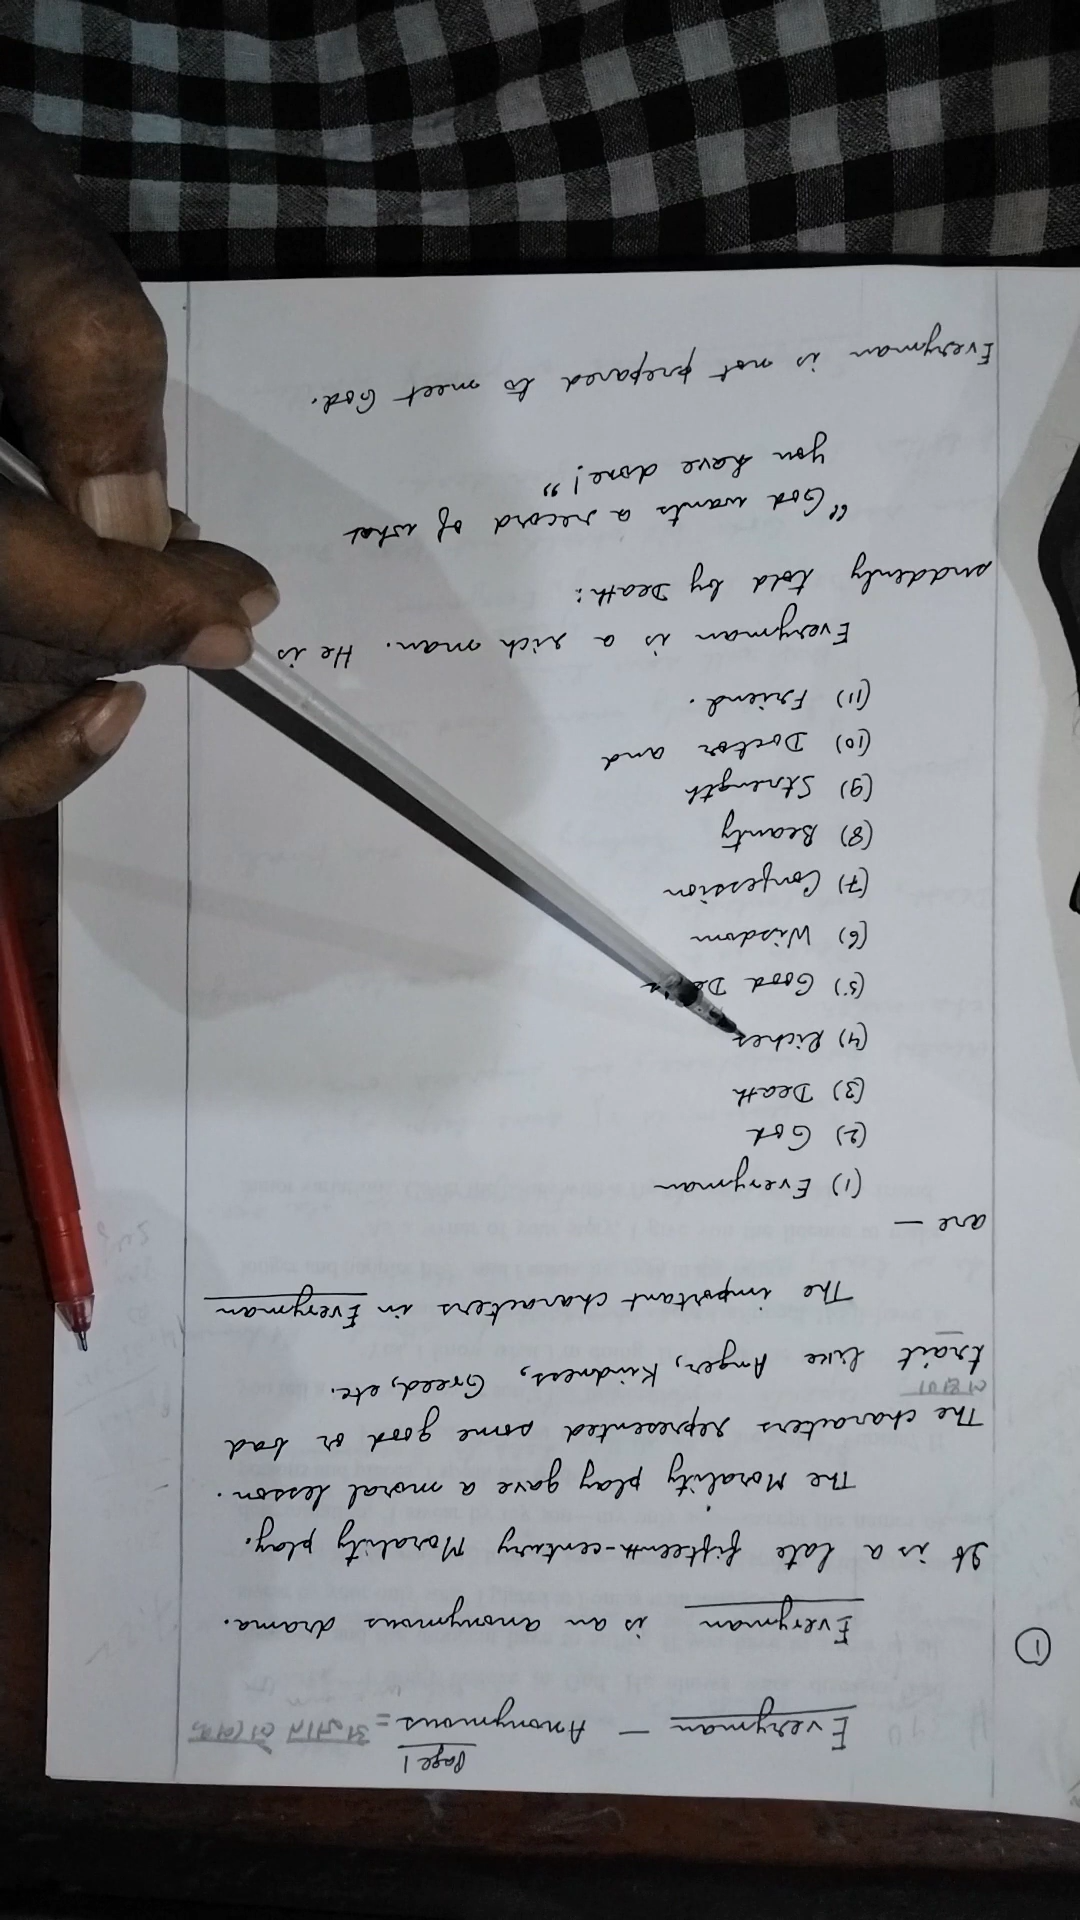 Page 1
Everyman — Anonymous =
①
Everyman is an anonymous drama.
It is a late fifteenth-century Morality play.
The Morality play gave a moral lesson.
The characters represented some good or bad
trait like Anger, Kindness, Greed, etc.
The important characters in Everyman
are —
(1) Everyman
(2) God
(3) Death
(4) Riches
(5) Good
(6) Wisdom
(7) Confession
(8) Beauty
(9) Strength
(10) Doctor and
(11) Friend.
Everyman is a rich man. He is
suddenly told by Death:
"God wants a record of what
you have done!"
Everyman is not prepared to meet God.